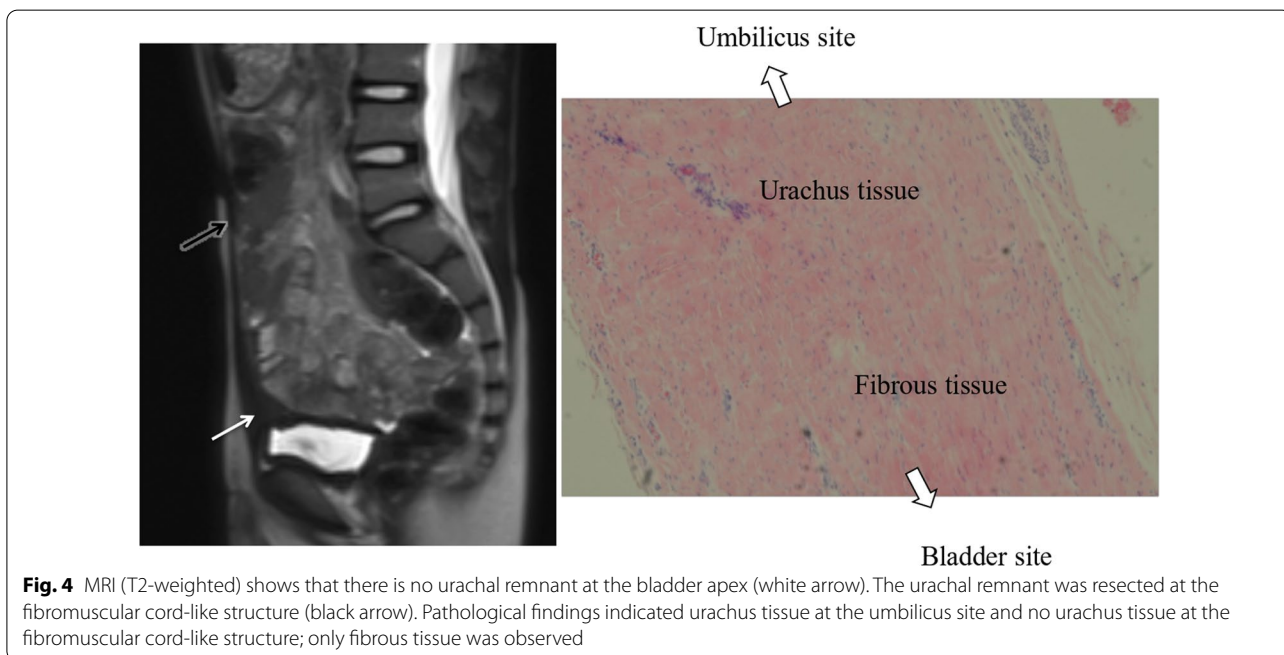 Umbilicus site
Urachus tissue
Fibrous tissue
Bladder site
Fig. 4 MRI (T2-weighted) shows that there is no urachal remnant at the bladder apex (white arrow). The urachal remnant was resected at the
fibromuscular cord-like structure (black arrow). Pathological findings indicated urachus tissue at the umbilicus site and no urachus tissue at the
fibromuscular cord-like structure; only fibrous tissue was observed